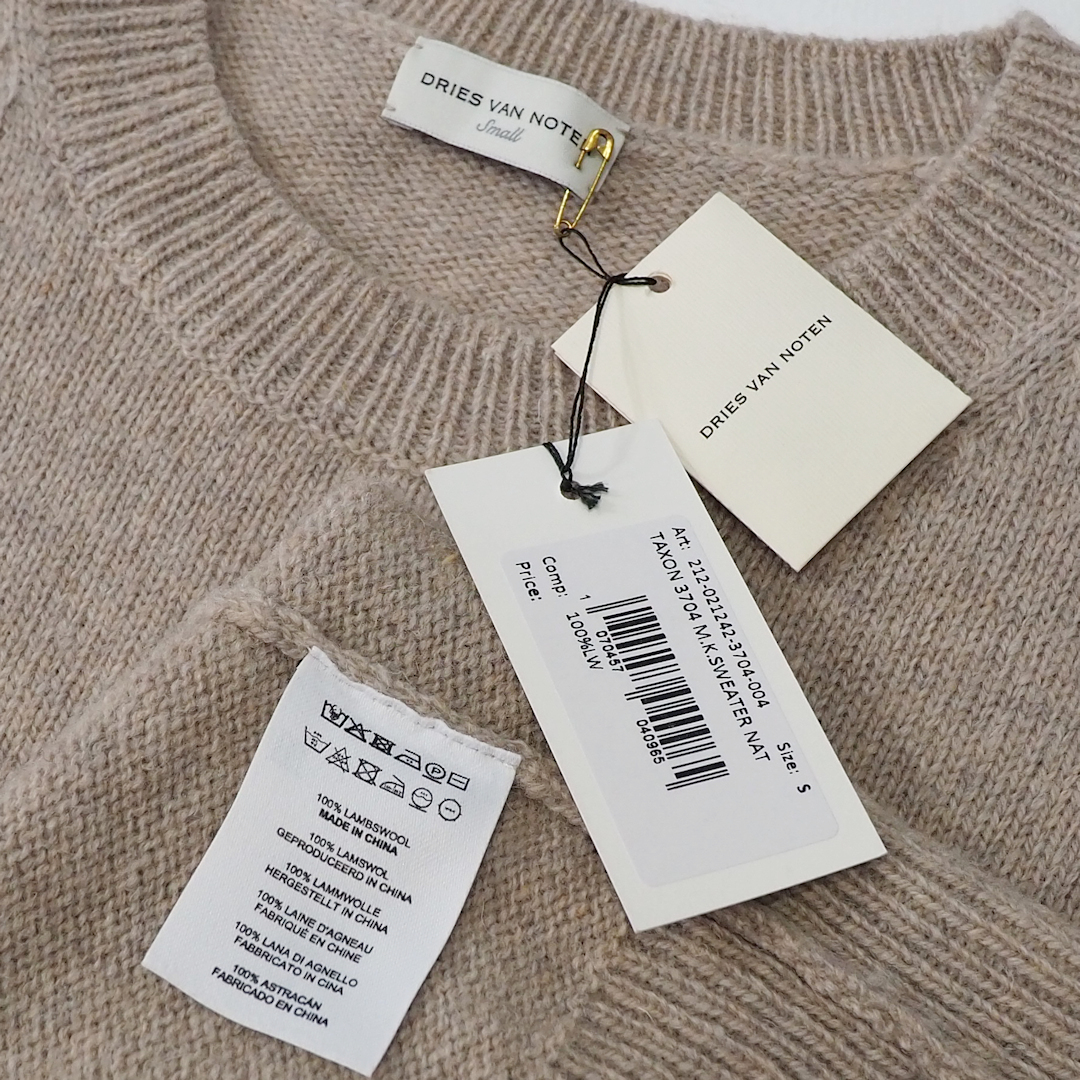 DRIES VAN NOTEN
Small
DRIES VAN NOTEN
Art: 212-021242-3704-004
TAXON 3704 M.K.SWEATER NAT
Size: S
1 070457 040965
Comp: 100%LW
Price:
100% LAMBSWOOL
MADE IN CHINA
100% LAMSWOL
GEPRODUCEERD IN CHINA
100% LAMMWOLLE
HERGESTELLT IN CHINA
100% LAINE D'AGNEAU
FABRIQUÉ EN CHINE
100% LANA DI AGNELLO
FABBRICATO IN CINA
100% ASTRACÁN
FABRICADO EN CHINA